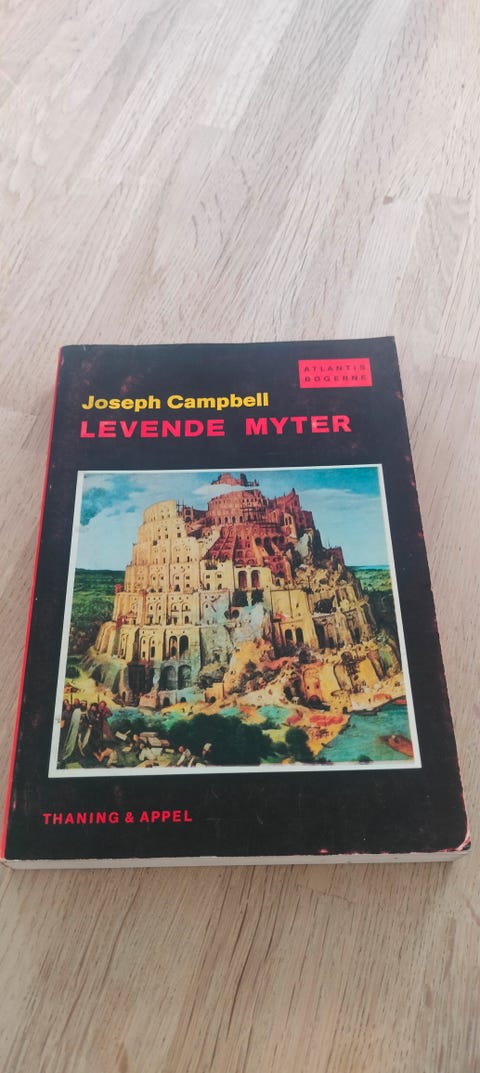 ATLANTIS
BØGERNE
Joseph Campbell
LEVENDE MYTER
THANING & APPEL